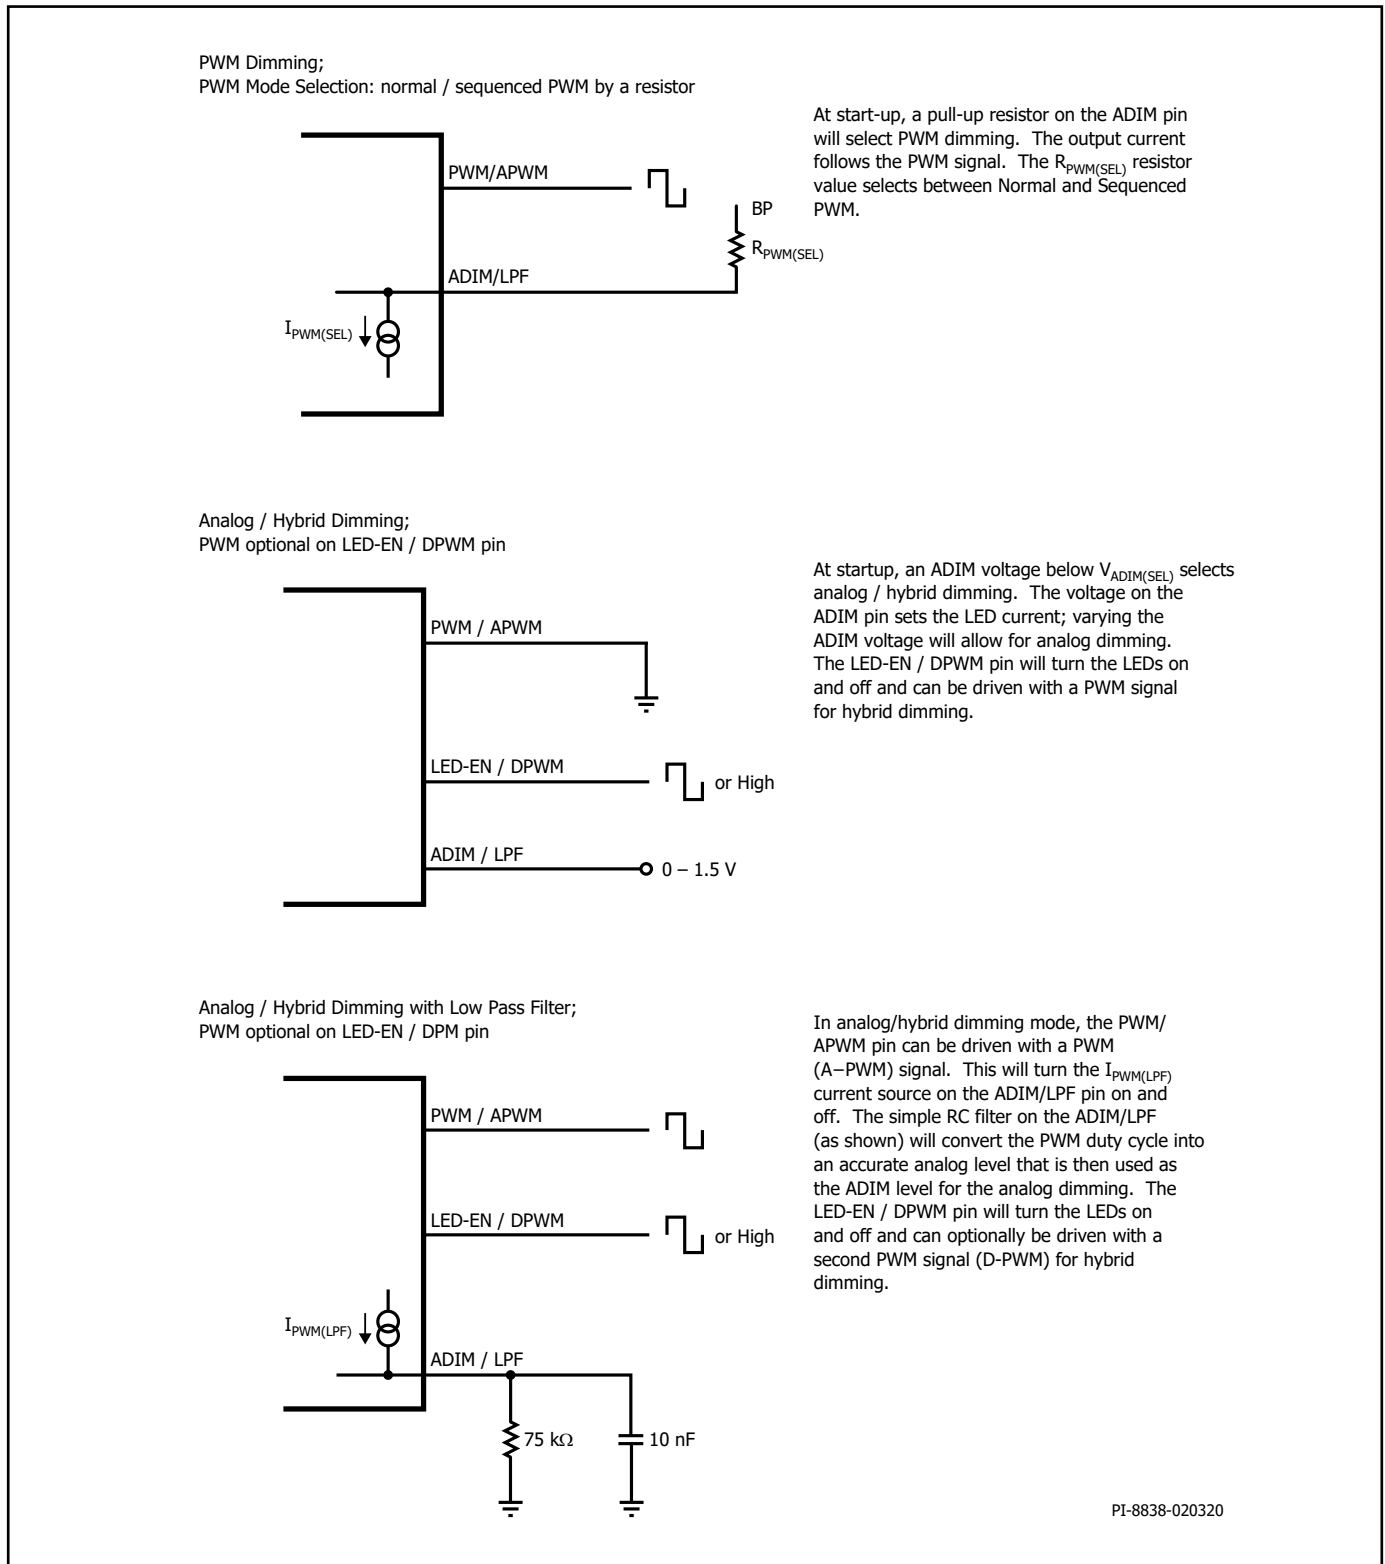 PWM Dimming;
PWM Mode Selection: normal / sequenced PWM by a resistor
At start-up, a pull-up resistor on the ADIM pin
will select PWM dimming.  The output current
follows the PWM signal.  The RPWM(SEL) resistor
value selects between Normal and Sequenced
PWM.
PWM/APWM
BP
RPWM(SEL)
ADIM/LPF
IPWM(SEL)
Analog / Hybrid Dimming;
PWM optional on LED-EN / DPWM pin
At startup, an ADIM voltage below VADIM(SEL) selects
analog / hybrid dimming.  The voltage on the
ADIM pin sets the LED current; varying the
ADIM voltage will allow for analog dimming.
The LED-EN / DPWM pin will turn the LEDs on
and off and can be driven with a PWM signal
for hybrid dimming.
PWM / APWM
LED-EN / DPWM
or High
ADIM / LPF
0 – 1.5 V
Analog / Hybrid Dimming with Low Pass Filter;
PWM optional on LED-EN / DPM pin
In analog/hybrid dimming mode, the PWM/
APWM pin can be driven with a PWM
(A–PWM) signal.  This will turn the IPWM(LPF)
current source on the ADIM/LPF pin on and
off.  The simple RC filter on the ADIM/LPF
(as shown) will convert the PWM duty cycle into
an accurate analog level that is then used as
the ADIM level for the analog dimming.  The
LED-EN / DPWM pin will turn the LEDs on
and off and can optionally be driven with a
second PWM signal (D-PWM) for hybrid
dimming.
PWM / APWM
LED-EN / DPWM
or High
IPWM(LPF)
ADIM / LPF
75 kΩ
10 nF
PI-8838-020320